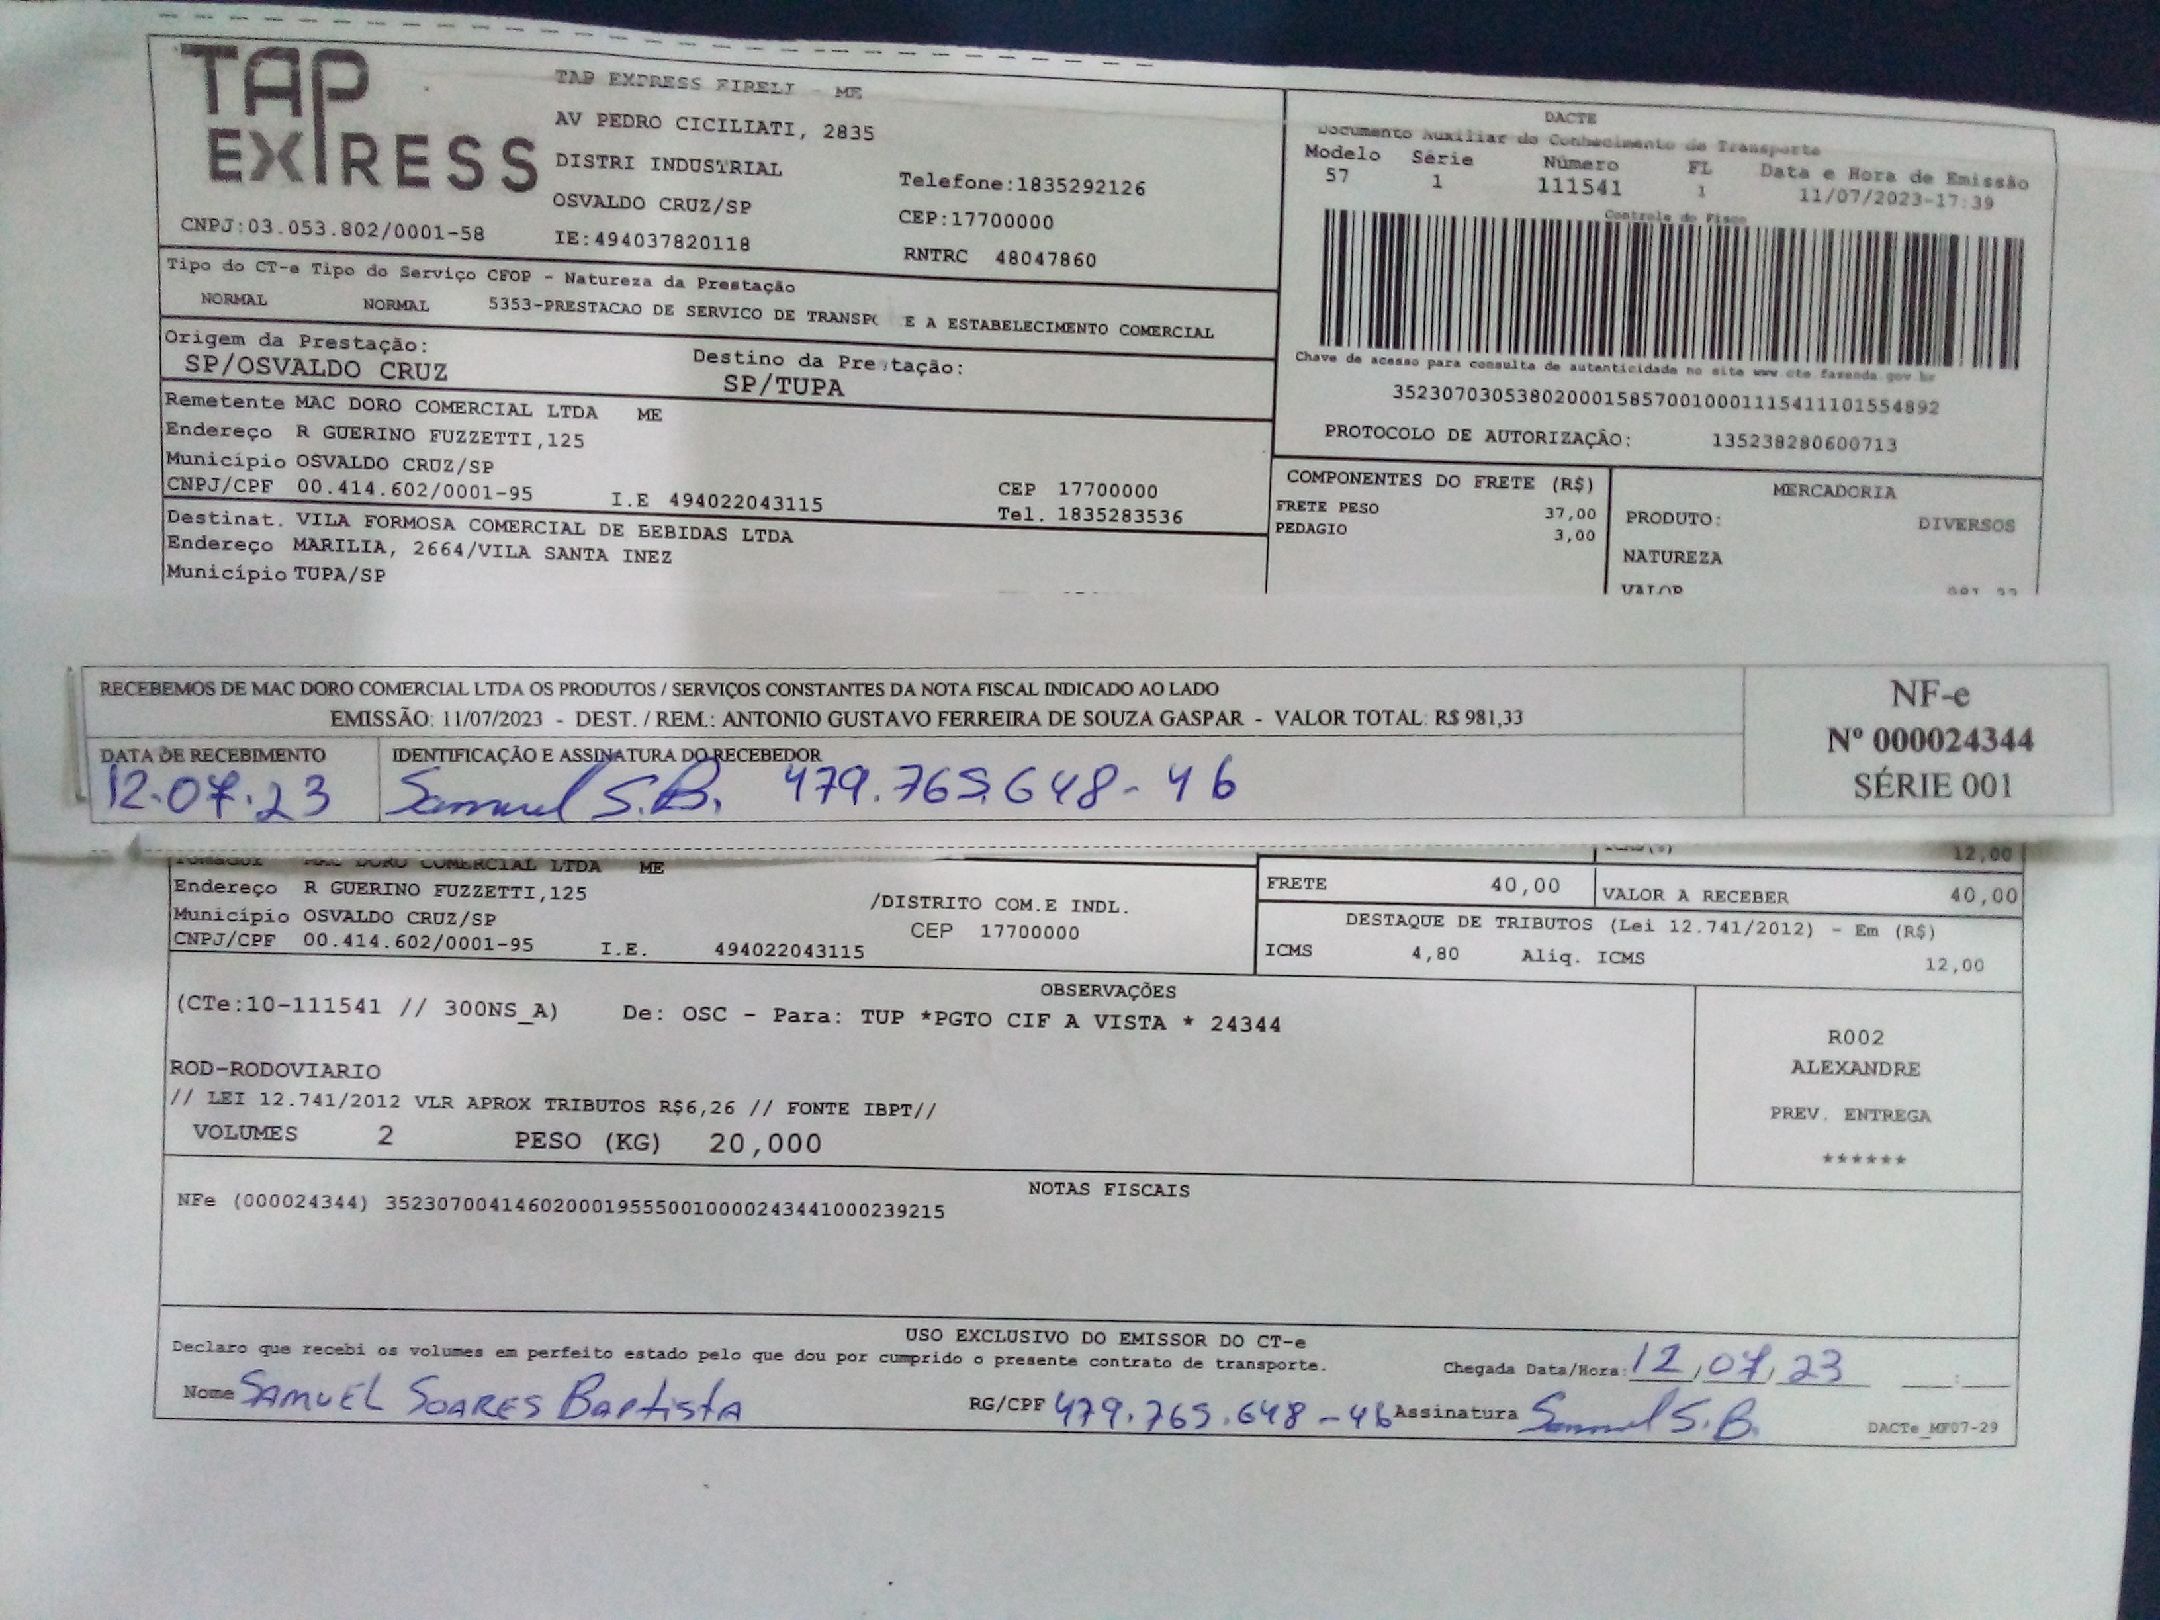 TAP EXPRESS
TAP EXPRESS EIRELI - ME
AV PEDRO CICILIATI, 2835
DISTRI INDUSTRIAL
OSVALDO CRUZ/SP
Telefone:1835292126
CEP:17700000
CNPJ:03.053.802/0001-58
IE:494037820118
RNTRC 48047860
DACTE
Documento Auxiliar do Conhecimento de Transporte
Modelo Série Número FL Data e Hora de Emissão
57 1 111541 1 11/07/2023-17:39
Controle do Fisco
Chave de acesso para consulta de autenticidade no site www.cte.fazenda.gov.br
35230703053802000158570010001115411101554892
PROTOCOLO DE AUTORIZAÇÃO: 135238280600713
Tipo do CT-e Tipo do Serviço CFOP - Natureza da Prestação
NORMAL NORMAL 5353-PRESTACAO DE SERVICO DE TRANSPO E A ESTABELECIMENTO COMERCIAL
Origem da Prestação: Destino da Prestação:
SP/OSVALDO CRUZ SP/TUPA
Remetente MAC DORO COMERCIAL LTDA ME
Endereço R GUERINO FUZZETTI,125
Município OSVALDO CRUZ/SP
CEP 17700000
CNPJ/CPF 00.414.602/0001-95 I.E 494022043115 Tel. 1835283536
Destinat. VILA FORMOSA COMERCIAL DE BEBIDAS LTDA
Endereço MARILIA, 2664/VILA SANTA INEZ
Município TUPA/SP
COMPONENTES DO FRETE (R$)
FRETE PESO 37,00
PEDAGIO 3,00
MERCADORIA
PRODUTO: DIVERSOS
NATUREZA
VALOR
RECEBEMOS DE MAC DORO COMERCIAL LTDA OS PRODUTOS / SERVIÇOS CONSTANTES DA NOTA FISCAL INDICADO AO LADO
EMISSÃO: 11/07/2023 - DEST. / REM.: ANTONIO GUSTAVO FERREIRA DE SOUZA GASPAR - VALOR TOTAL: R$ 981,33
DATA DE RECEBIMENTO IDENTIFICAÇÃO E ASSINATURA DO RECEBEDOR
12.07.23 Samuel S.B. 479.765.648-46
NF-e
Nº 000024344
SÉRIE 001
Tomador MAC DORO COMERCIAL LTDA ME
Endereço R GUERINO FUZZETTI,125 /DISTRITO COM.E INDL.
Município OSVALDO CRUZ/SP CEP 17700000
CNPJ/CPF 00.414.602/0001-95 I.E. 494022043115
12,00
FRETE 40,00 VALOR A RECEBER 40,00
DESTAQUE DE TRIBUTOS (Lei 12.741/2012) - Em (R$)
ICMS 4,80 Aliq. ICMS 12,00
OBSERVAÇÕES
(CTe:10-111541 // 300NS_A) De: OSC - Para: TUP *PGTO CIF A VISTA * 24344
ROD-RODOVIARIO
// LEI 12.741/2012 VLR APROX TRIBUTOS R$6,26 // FONTE IBPT//
VOLUMES 2 PESO (KG) 20,000
R002
ALEXANDRE
PREV. ENTREGA
******
NOTAS FISCAIS
NFe (000024344) 35230700414602000195550010000243441000239215
USO EXCLUSIVO DO EMISSOR DO CT-e
Declaro que recebi os volumes em perfeito estado pelo que dou por cumprido o presente contrato de transporte. Chegada Data/Hora: 12/07/23
Nome SAMUEL SOARES BAPtIStA RG/CPF 479.765.648-46 Assinatura Samuel S.B.
DACTe_MF07-29